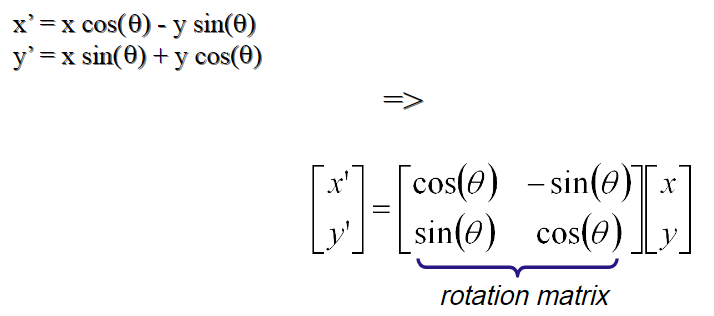 x’ = x cos(θ) - y sin(θ)
y’ = x sin(θ) + y cos(θ)
=>
[x'] = [cos(θ) −sin(θ)] [x]
[y'] [sin(θ) cos(θ)] [y]
rotation matrix